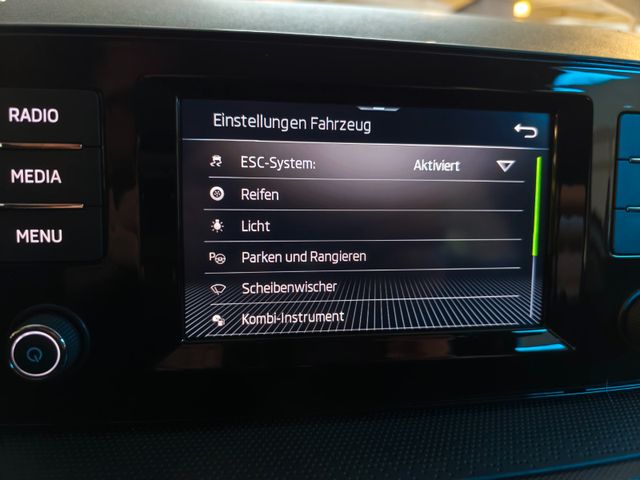 RADIO
MEDIA
MENU
Einstellungen Fahrzeug
ESC-System: Aktiviert
Reifen
Licht
Parken und Rangieren
Scheibenwischer
Kombi-Instrument